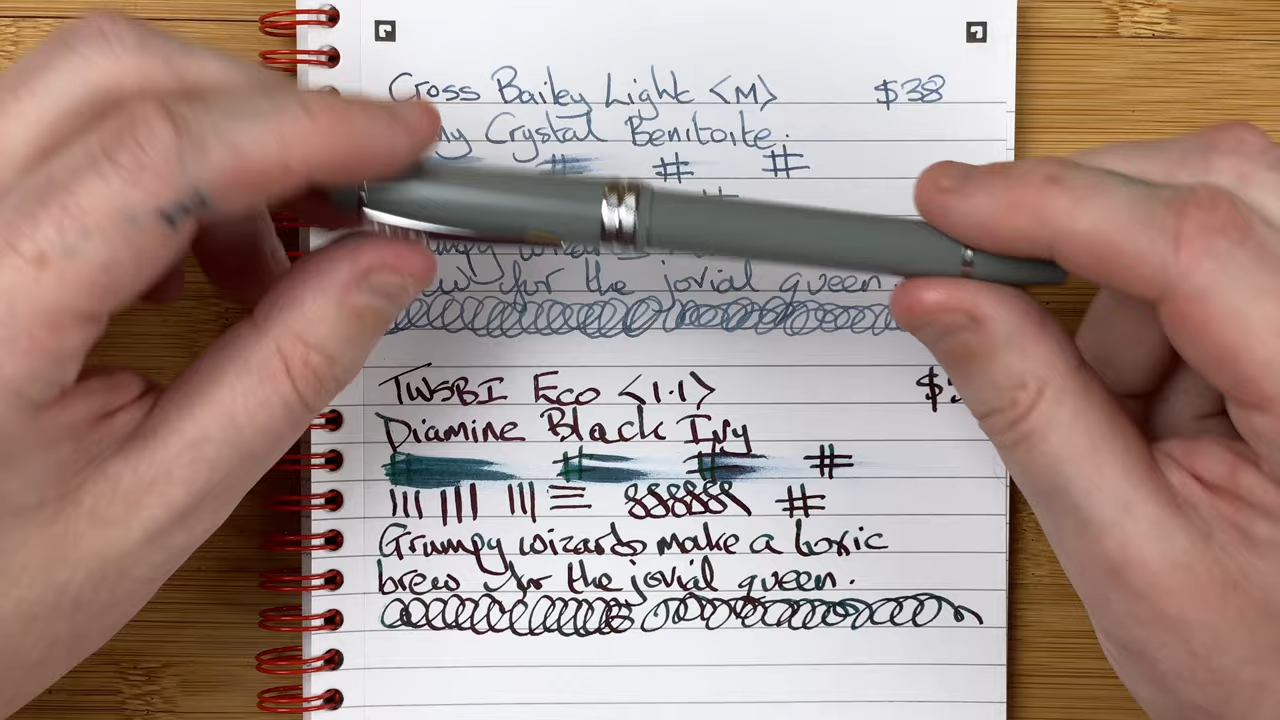 Cross Bailey Light <M> $38
Crystal Benitoite.
# # #
for the jovial queen.
TWSBI Eco <1.1> $
Diamine Black Ivy
# # # #
||| ||| ||| ☰ 888888 #
Grumpy wizards make a toxic
brew for the jovial queen.